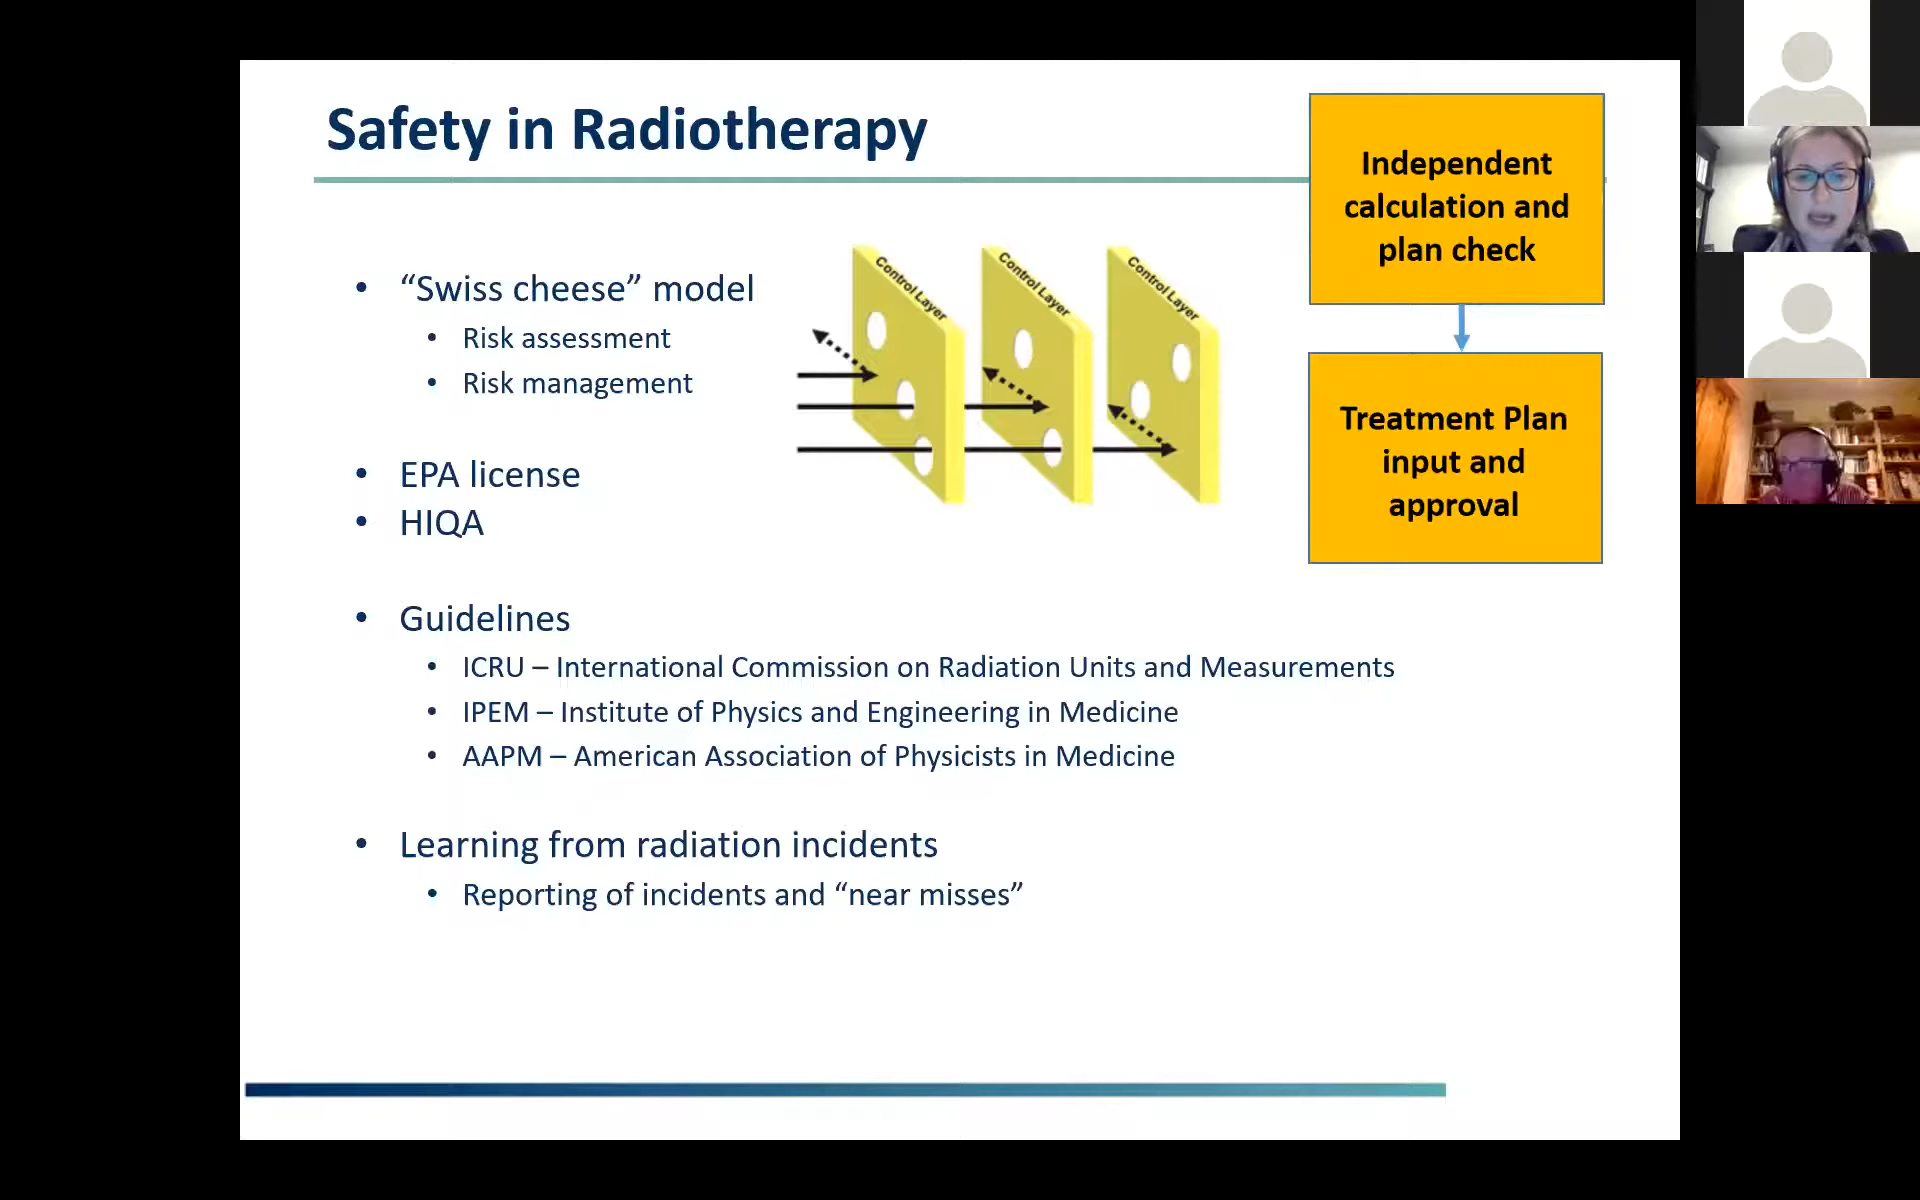 Safety in Radiotherapy
Independent
calculation and
plan check
• “Swiss cheese” model
• Risk assessment
• Risk management
Control Layer
Control Layer
Control Layer
Treatment Plan
input and
approval
• EPA license
• HIQA
• Guidelines
• ICRU – International Commission on Radiation Units and Measurements
• IPEM – Institute of Physics and Engineering in Medicine
• AAPM – American Association of Physicists in Medicine
• Learning from radiation incidents
• Reporting of incidents and “near misses”